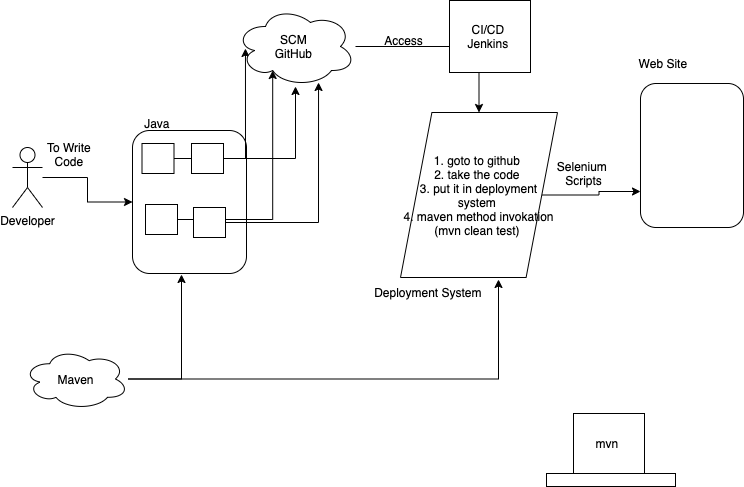 SCM
GitHub
CI/CD
Jenkins
Access
Web Site
Java
To Write
Code
Developer
1. goto to github
2. take the code
3. put it in deployment
system
4. maven method invokation
(mvn clean test)
Selenium
Scripts
Deployment System
Maven
mvn